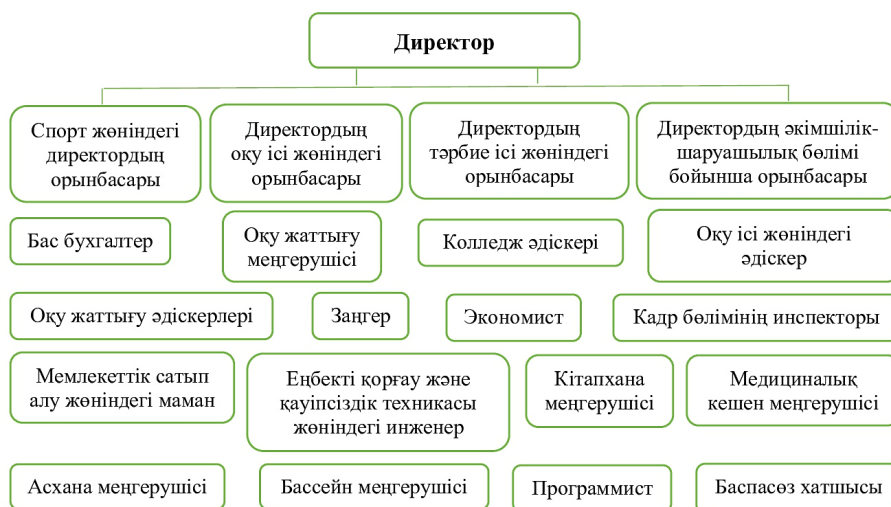 Директор
Спорт жөніндегі
директордың
орынбасары
Директордың
оқу ісі жөніндегі
орынбасары
Директордың
тәрбие ісі жөніндегі
орынбасары
Директордың әкімшілік-
шаруашылық бөлімі
бойынша орынбасары
Бас бухгалтер
Оқу жаттығу
меңгерушісі
Колледж әдіскері
Оқу ісі жөніндегі
әдіскер
Оқу жаттығу әдіскерлері
Заңгер
Экономист
Кадр бөлімінің инспекторы
Мемлекеттік сатып
алу жөніндегі маман
Еңбекті қорғау және
қауіпсіздік техникасы
жөніндегі инженер
Кітапхана
меңгерушісі
Медициналық
кешен меңгерушісі
Асхана меңгерушісі
Бассейн меңгерушісі
Программист
Баспасөз хатшысы